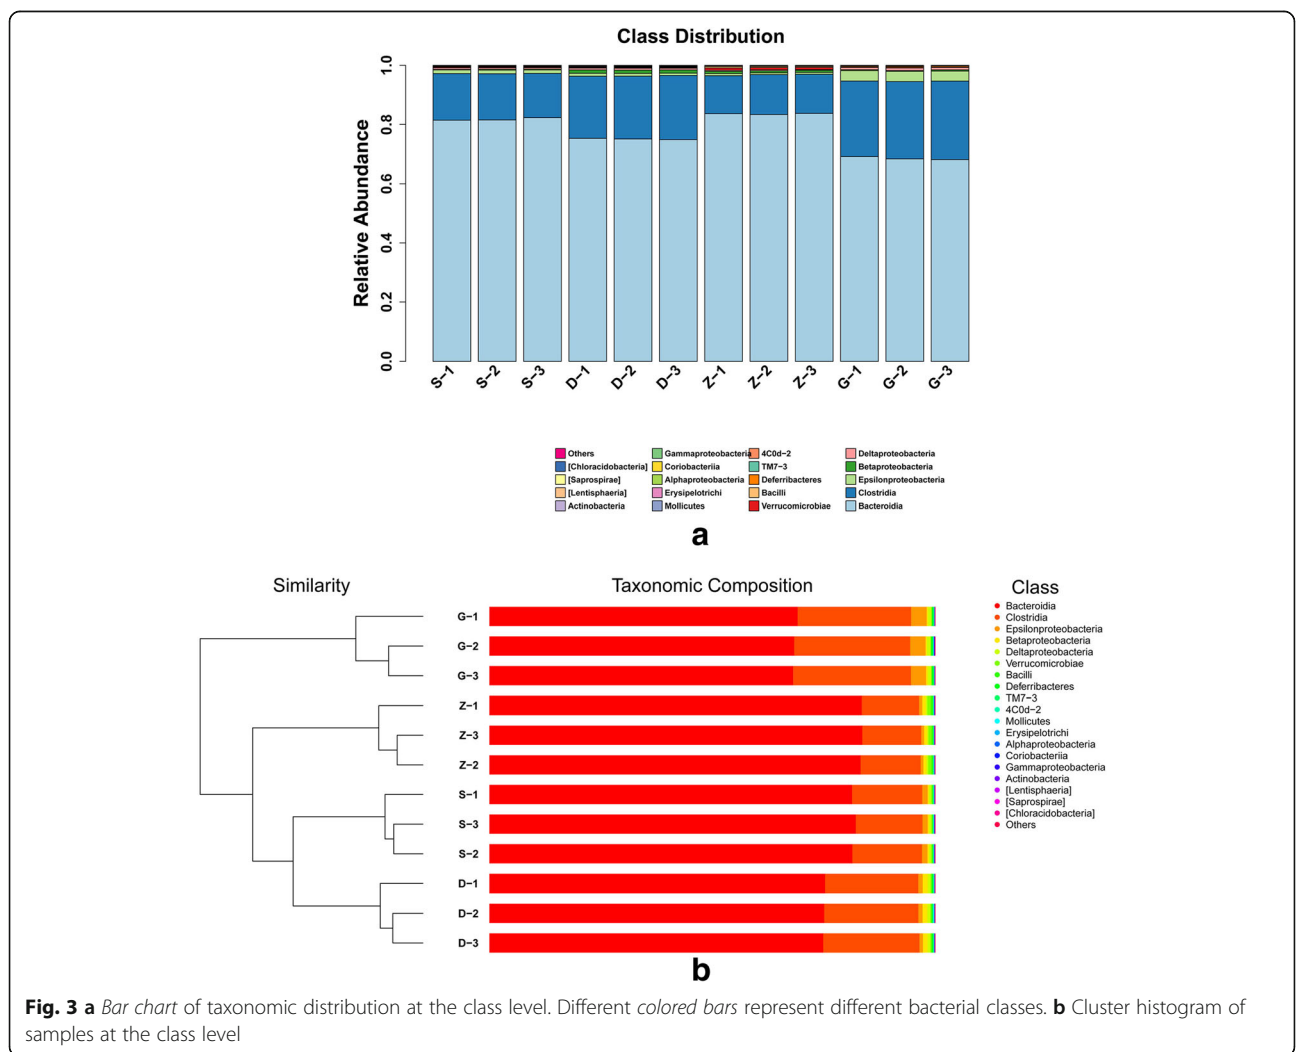 Class Distribution
Relative Abundance
0.0 0.2 0.4 0.6 0.8 1.0
S−1 S−2 S−3 D−1 D−2 D−3 Z−1 Z−2 Z−3 G−1 G−2 G−3
Others Gammaproteobacteria 4C0d−2 Deltaproteobacteria
[Chloracidobacteria] Coriobacteriia TM7−3 Betaproteobacteria
[Saprospirae] Alphaproteobacteria Deferribacteres Epsilonproteobacteria
[Lentisphaeria] Erysipelotrichi Bacilli Clostridia
Actinobacteria Mollicutes Verrucomicrobiae Bacteroidia
a
Similarity Taxonomic Composition Class
G−1
G−2
G−3
Z−1
Z−3
Z−2
S−1
S−3
S−2
D−1
D−2
D−3
Bacteroidia
Clostridia
Epsilonproteobacteria
Betaproteobacteria
Deltaproteobacteria
Verrucomicrobiae
Bacilli
Deferribacteres
TM7−3
4C0d−2
Mollicutes
Erysipelotrichi
Alphaproteobacteria
Coriobacteriia
Gammaproteobacteria
Actinobacteria
[Lentisphaeria]
[Saprospirae]
[Chloracidobacteria]
Others
b
Fig. 3 a Bar chart of taxonomic distribution at the class level. Different colored bars represent different bacterial classes. b Cluster histogram of
samples at the class level